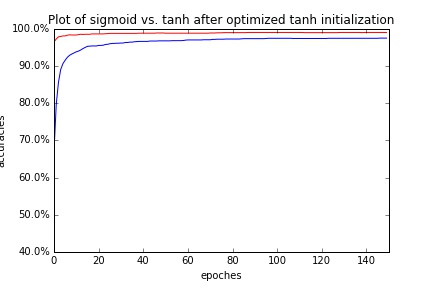 Plot of sigmoid vs. tanh after optimized tanh initialization
100.0%
90.0%
80.0%
70.0%
60.0%
50.0%
40.0%
accuracies
0 20 40 60 80 100 120 140
epoches